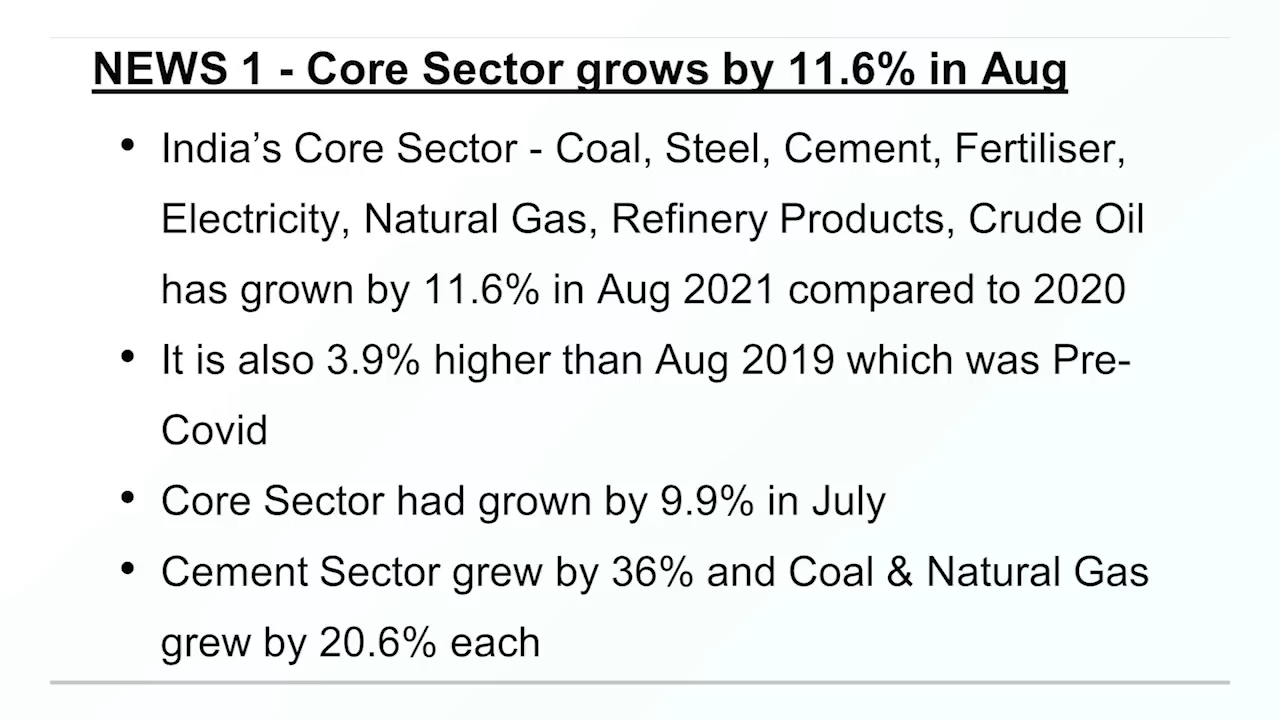 NEWS 1 - Core Sector grows by 11.6% in Aug
• India’s Core Sector - Coal, Steel, Cement, Fertiliser,
Electricity, Natural Gas, Refinery Products, Crude Oil
has grown by 11.6% in Aug 2021 compared to 2020
• It is also 3.9% higher than Aug 2019 which was Pre-
Covid
• Core Sector had grown by 9.9% in July
• Cement Sector grew by 36% and Coal & Natural Gas
grew by 20.6% each